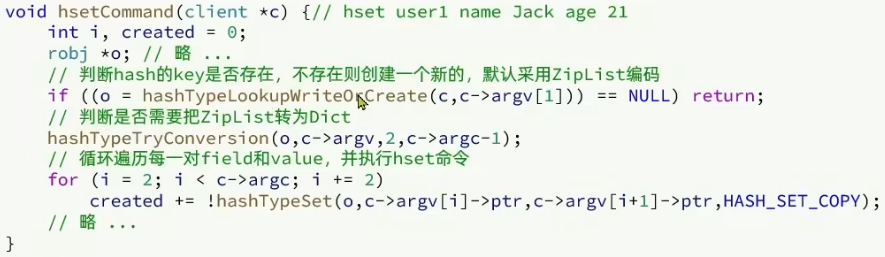 void hsetCommand(client *c) {// hset user1 name Jack age 21
    int i, created = 0;
    robj *o; // 略 ...
    // 判断hash的key是否存在，不存在则创建一个新的，默认采用ZipList编码
    if ((o = hashTypeLookupWriteOrCreate(c,c->argv[1])) == NULL) return;
    // 判断是否需要把ZipList转为Dict
    hashTypeTryConversion(o,c->argv,2,c->argc-1);
    // 循环遍历每一对field和value，并执行hset命令
    for (i = 2; i < c->argc; i += 2)
        created += !hashTypeSet(o,c->argv[i]->ptr,c->argv[i+1]->ptr,HASH_SET_COPY);
    // 略 ...
}